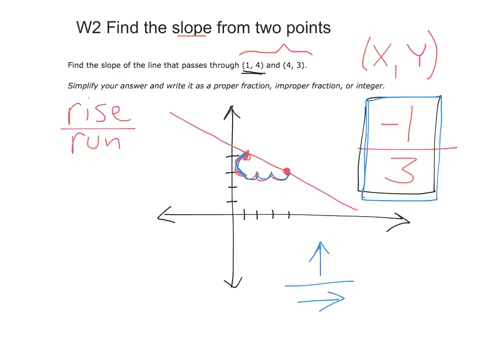 W2 Find the slope from two points
Find the slope of the line that passes through (1, 4) and (4, 3).
(X, Y)
Simplify your answer and write it as a proper fraction, improper fraction, or integer.
rise
run
-1
3